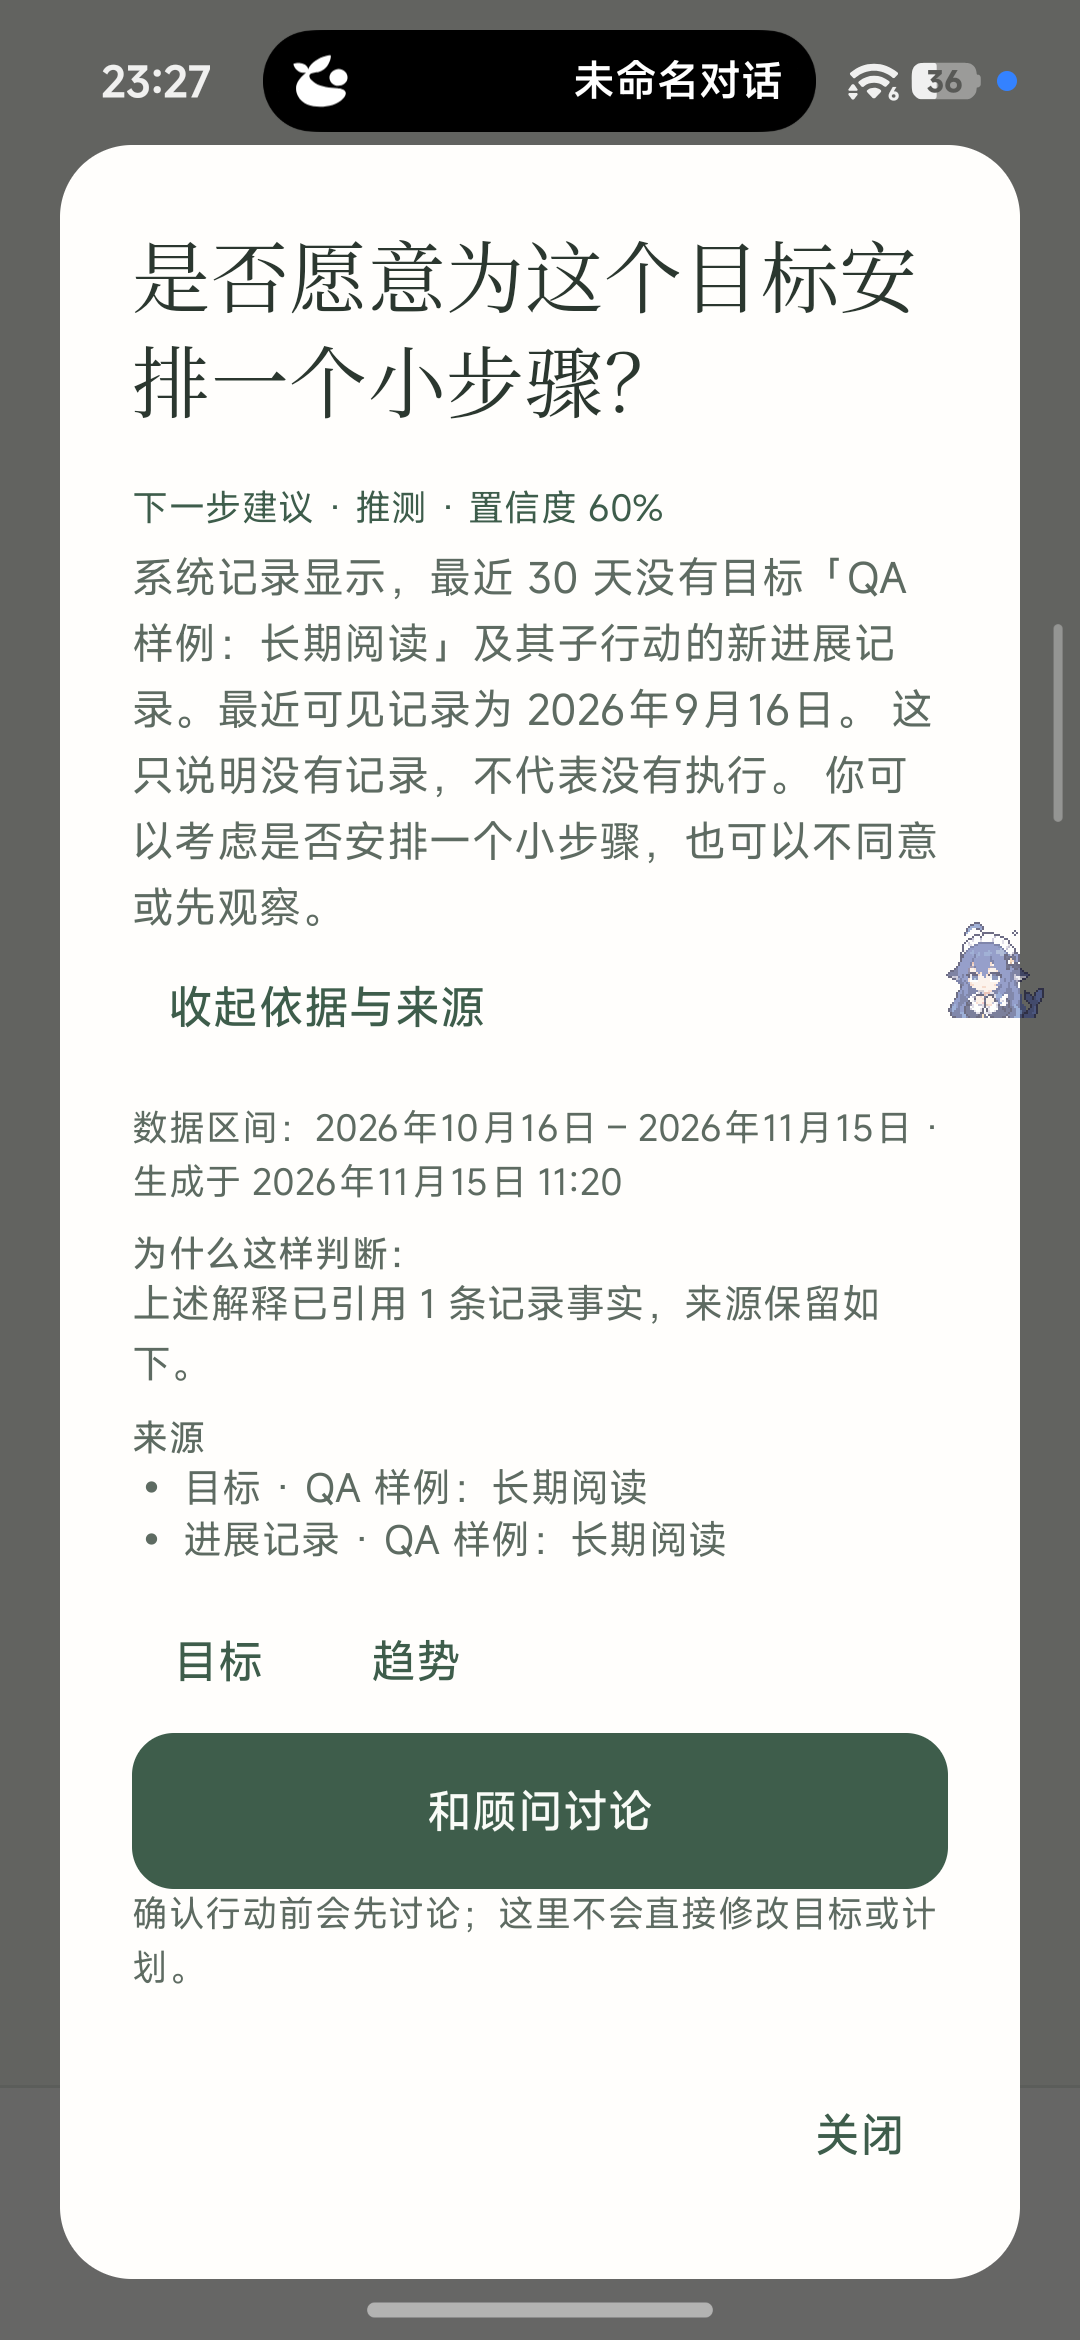 23:27
未命名对话
6
36
是否愿意为这个目标安
排一个小步骤？
下一步建议 · 推测 · 置信度 60%
系统记录显示，最近 30 天没有目标「QA
样例：长期阅读」及其子行动的新进展记
录。最近可见记录为 2026年9月16日。 这
只说明没有记录，不代表没有执行。 你可
以考虑是否安排一个小步骤，也可以不同意
或先观察。
收起依据与来源
数据区间：2026年10月16日 – 2026年11月15日 ·
生成于 2026年11月15日 11:20
为什么这样判断：
上述解释已引用 1 条记录事实，来源保留如
下。
来源
• 目标 · QA 样例：长期阅读
• 进展记录 · QA 样例：长期阅读
目标
趋势
和顾问讨论
确认行动前会先讨论；这里不会直接修改目标或计
划。
关闭